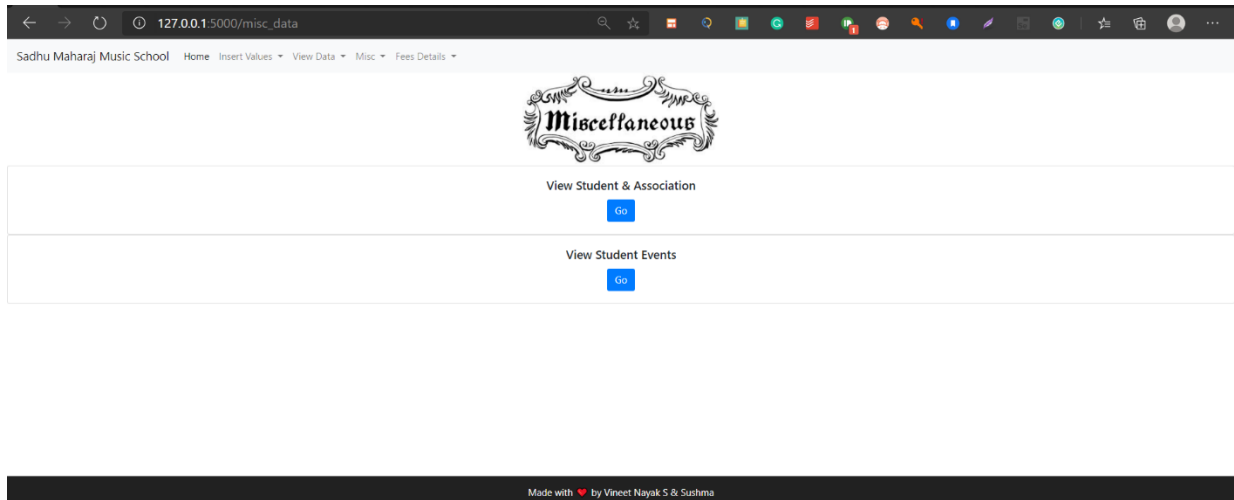 127.0.0.1:5000/misc_data
Sadhu Maharaj Music School Home Insert Values View Data Misc Fees Details
Miscellaneous
View Student & Association
Go
View Student Events
Go
Made with ❤ by Vineet Nayak S & Sushma